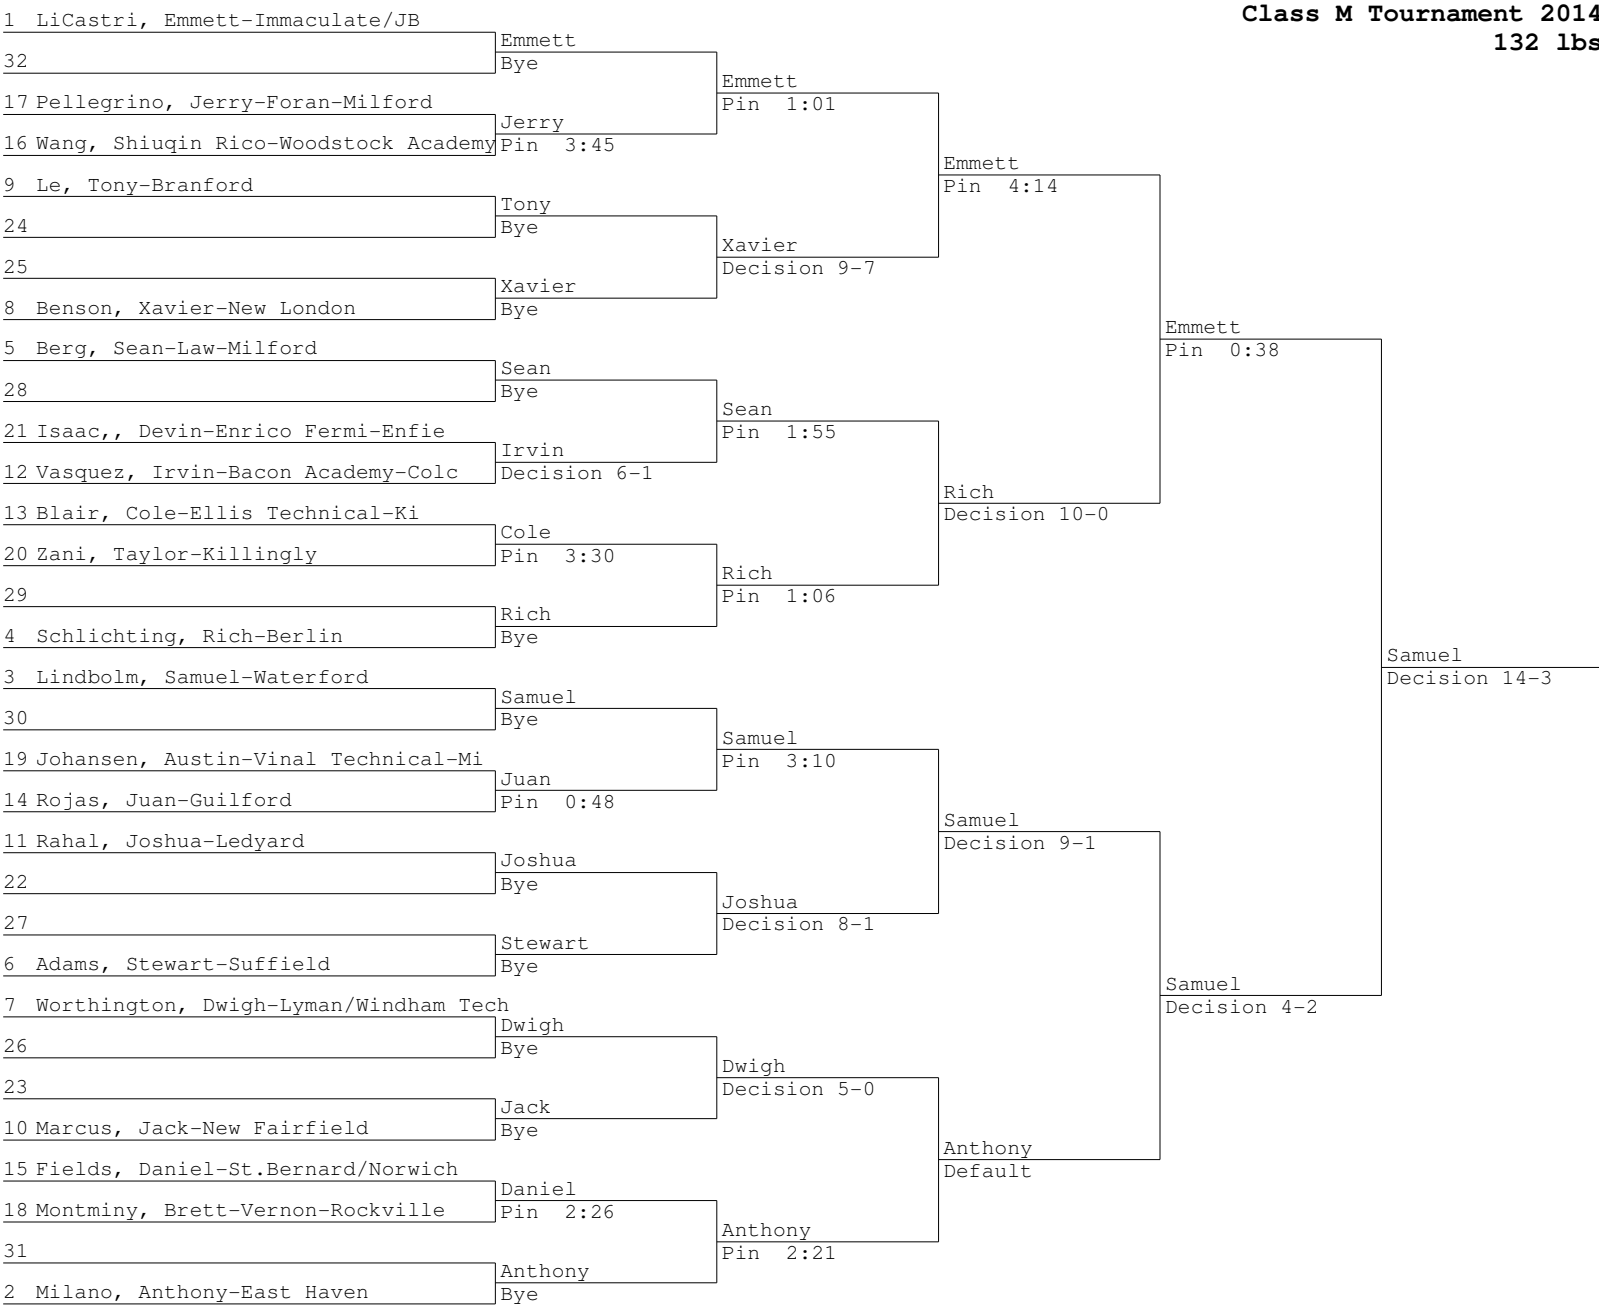 Class M Tournament 2014
132 lbs
1 LiCastri, Emmett-Immaculate/JB
Emmett
32
Bye
Emmett
17 Pellegrino, Jerry-Foran-Milford
Pin 1:01
Jerry
16 Wang, Shiuqin Rico-Woodstock Academy
Pin 3:45
Emmett
9 Le, Tony-Branford
Pin 4:14
Tony
24
Bye
Xavier
25
Decision 9-7
Xavier
8 Benson, Xavier-New London
Bye
Emmett
5 Berg, Sean-Law-Milford
Pin 0:38
Sean
28
Bye
Sean
21 Isaac,, Devin-Enrico Fermi-Enfie
Pin 1:55
Irvin
12 Vasquez, Irvin-Bacon Academy-Colc
Decision 6-1
Rich
13 Blair, Cole-Ellis Technical-Ki
Decision 10-0
Cole
20 Zani, Taylor-Killingly
Pin 3:30
Rich
29
Pin 1:06
Rich
4 Schlichting, Rich-Berlin
Bye
Samuel
3 Lindbolm, Samuel-Waterford
Decision 14-3
Samuel
30
Bye
Samuel
19 Johansen, Austin-Vinal Technical-Mi
Pin 3:10
Juan
14 Rojas, Juan-Guilford
Pin 0:48
Samuel
11 Rahal, Joshua-Ledyard
Decision 9-1
Joshua
22
Bye
Joshua
27
Decision 8-1
Stewart
6 Adams, Stewart-Suffield
Bye
Samuel
7 Worthington, Dwigh-Lyman/Windham Tech
Decision 4-2
Dwigh
26
Bye
Dwigh
23
Decision 5-0
Jack
10 Marcus, Jack-New Fairfield
Bye
Anthony
15 Fields, Daniel-St.Bernard/Norwich
Default
Daniel
18 Montminy, Brett-Vernon-Rockville
Pin 2:26
Anthony
31
Pin 2:21
Anthony
2 Milano, Anthony-East Haven
Bye